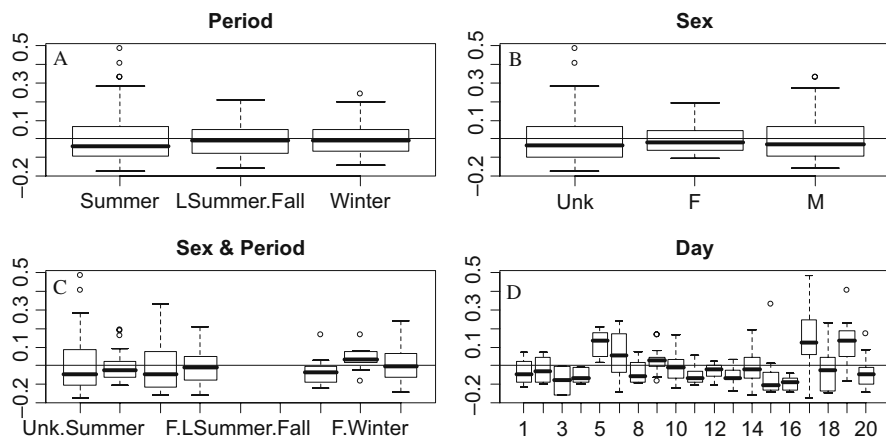 Period
A
0.5
0.3
0.1
−0.2
Summer LSummer.Fall Winter
Sex
B
0.5
0.3
0.1
−0.2
Unk F M
Sex & Period
C
0.5
0.3
0.1
−0.2
Unk.Summer F.LSummer.Fall F.Winter
Day
D
0.5
0.3
0.1
−0.2
1 3 5 8 10 12 14 16 18 20